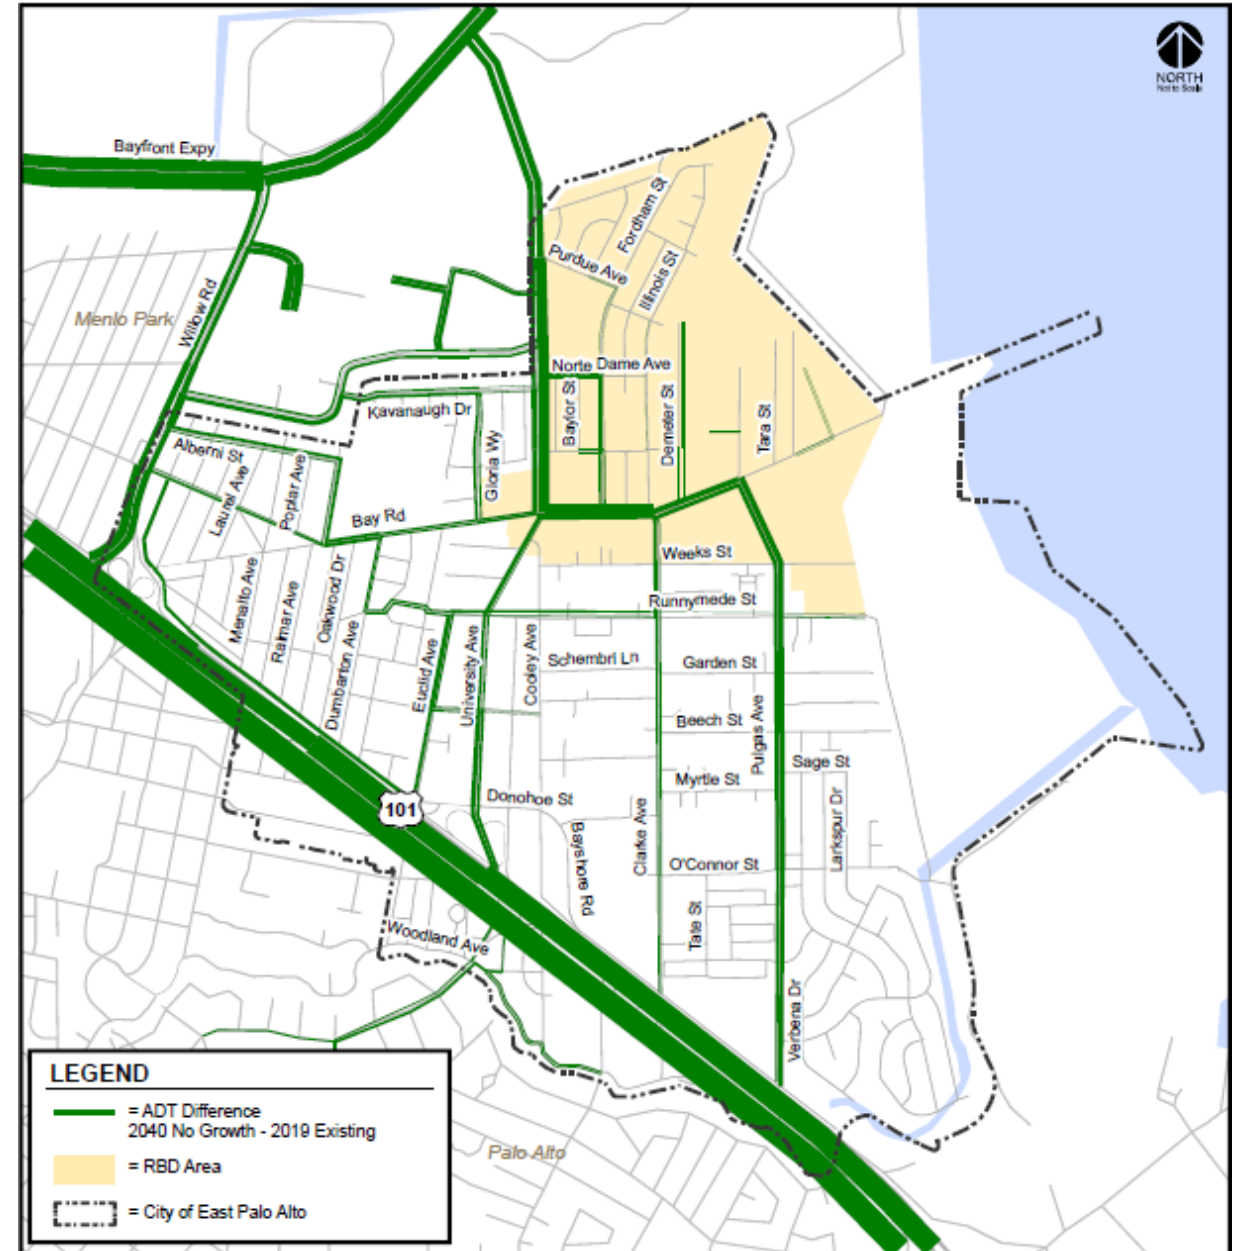 NORTH
Not to Scale
Bayfront Expy
Fordham St
Purdue Ave
Illinois St
Menlo Park
Willow Rd
Norte Dame Ave
Kavanaugh Dr
Baylor St
Demeter St
Tara St
Alberni St
Gloria Wy
Laurel Ave
Poplar Ave
Bay Rd
Weeks St
Menalto Ave
Ralmar Ave
Oakwood Dr
Runnymede St
Dumbarton Ave
Euclid Ave
University Ave
Cooley Ave
Schembri Ln
Garden St
Beech St
Pulgas Ave
Sage St
Myrtle St
101
Donohoe St
Bayshore Rd
Clarke Ave
Larkspur Dr
O'Connor St
Tate St
Woodland Ave
Verbena Dr
LEGEND
= ADT Difference
2040 No Growth - 2019 Existing
= RBD Area
= City of East Palo Alto
Palo Alto